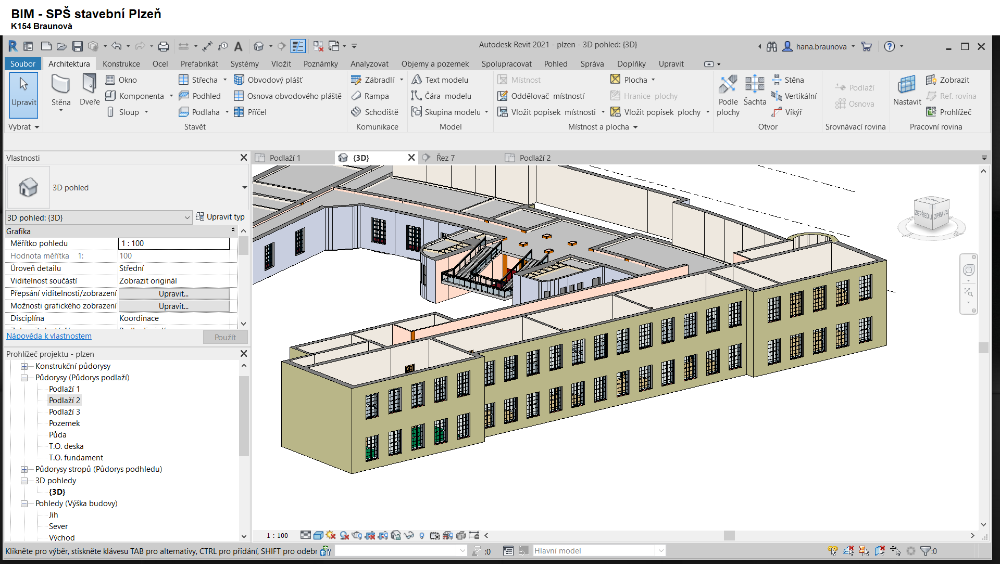 BIM - SPŠ stavební Plzeň
K154 Braunová
Autodesk Revit 2021 - plzen - 3D pohled: {3D}
hana.braunova
Soubor Architektura Konstrukce Ocel Prefabrikát Systémy Vložit Poznámky Analyzovat Objemy a pozemek Spolupracovat Pohled Správa Doplňky Upravit
Upravit
Stěna
Dveře
Okno
Komponenta
Sloup
Střecha
Podhled
Podlaha
Obvodový plášť
Osnova obvodového pláště
Příčel
Zábradlí
Rampa
Schodiště
Text modelu
Čára modelu
Skupina modelu
Místnost
Oddělovač místností
Vložit popisek místnosti
Plocha
Hranice plochy
Vložit popisek plochy
Podle plochy
Šachta
Stěna
Vertikální
Vikýř
Podlaží
Osnova
Nastavit
Zobrazit
Ref. rovina
Prohlížeč
Vybrat Stavět Komunikace Model Místnost a plocha Otvor Srovnávací rovina Pracovní rovina
Vlastnosti
Podlaží 1 {3D} Řez 7 Podlaží 2
3D pohled
3D pohled: {3D} Upravit typ
Grafika
Měřítko pohledu 1 : 100
Hodnota měřítka 1: 100
Úroveň detailu Střední
Viditelnost součástí Zobrazit originál
Přepsání viditelnosti/zobrazení Upravit...
Možnosti grafického zobrazení Upravit...
Disciplína Koordinace
Nápověda k vlastnostem Použít
Prohlížeč projektu - plzen
Konstrukční půdorysy
Půdorysy (Půdorys podlaží)
Podlaží 1
Podlaží 2
Podlaží 3
Pozemek
Půda
T.O. deska
T.O. fundament
Půdorysy stropů (Půdorys podhledu)
3D pohledy
{3D}
Pohledy (Výška budovy)
Jih
Sever
Východ
ZEPŘEDU ZPRAVA
1 : 100
Klikněte pro výběr, stiskněte klávesu TAB pro alternativy, CTRL pro přidání, SHIFT pro odebr
:0
Hlavní model
:0